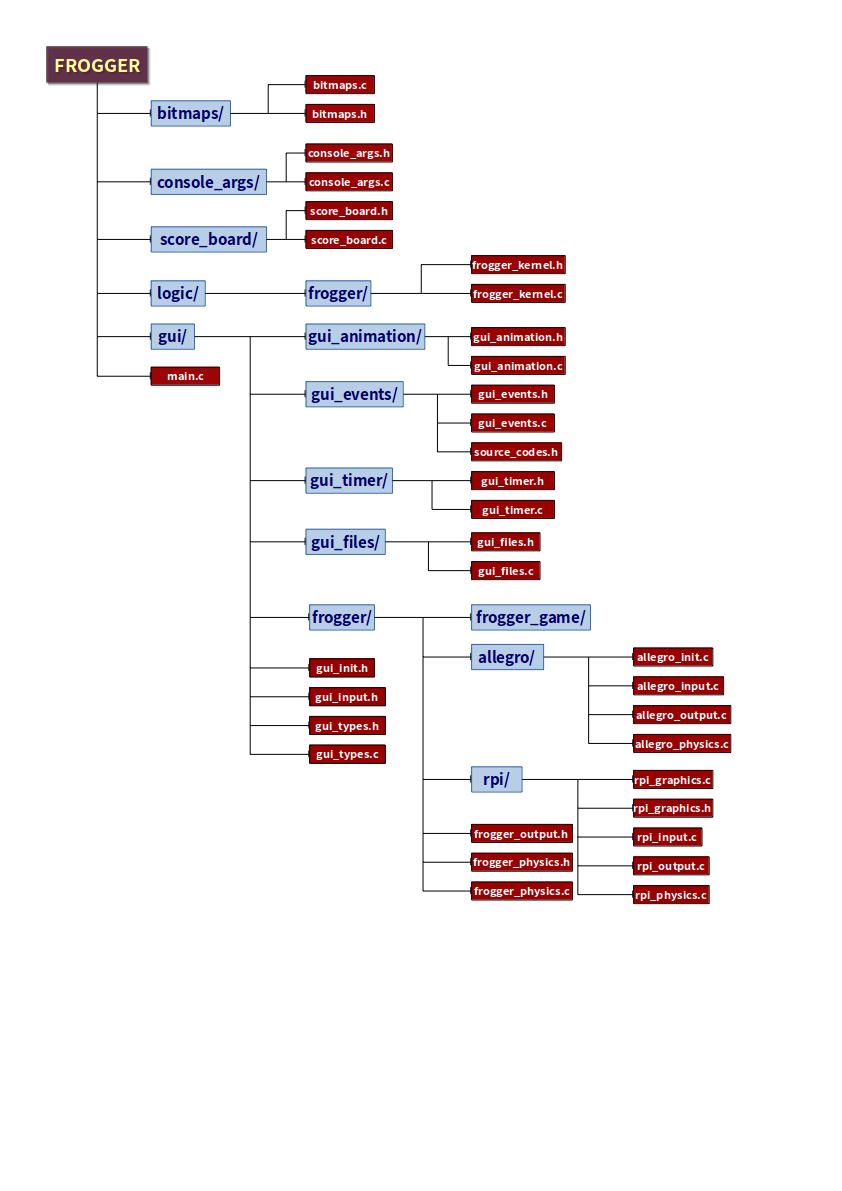 FROGGER
bitmaps/
bitmaps.c
bitmaps.h
console_args/
console_args.h
console_args.c
score_board/
score_board.h
score_board.c
logic/
frogger/
frogger_kernel.h
frogger_kernel.c
gui/
gui_animation/
gui_animation.h
gui_animation.c
main.c
gui_events/
gui_events.h
gui_events.c
source_codes.h
gui_timer/
gui_timer.h
gui_timer.c
gui_files/
gui_files.h
gui_files.c
frogger/
frogger_game/
allegro/
allegro_init.c
allegro_input.c
allegro_output.c
allegro_physics.c
gui_init.h
gui_input.h
gui_types.h
gui_types.c
rpi/
rpi_graphics.c
rpi_graphics.h
rpi_input.c
rpi_output.c
rpi_physics.c
frogger_output.h
frogger_physics.h
frogger_physics.c